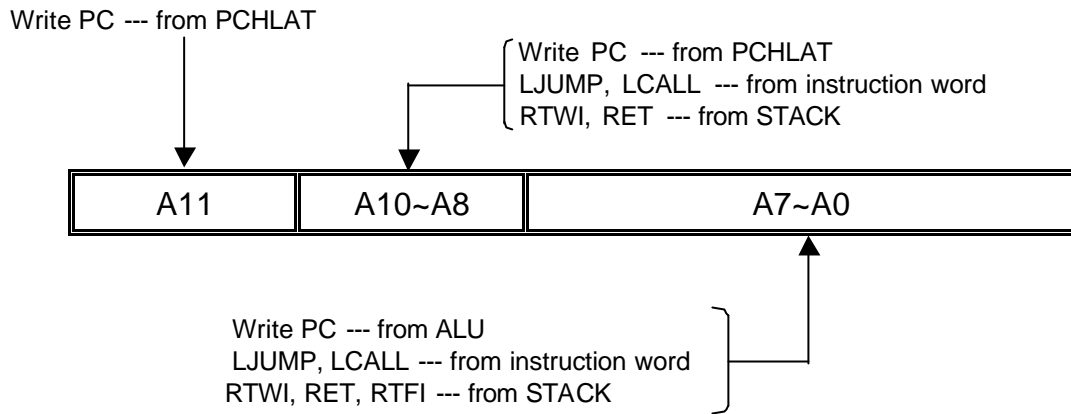 Write PC --- from PCHLAT
Write PC --- from PCHLAT
LJUMP, LCALL --- from instruction word
RTWI, RET --- from STACK
A11 A10~A8 A7~A0
Write PC --- from ALU
LJUMP, LCALL --- from instruction word
RTWI, RET, RTFI --- from STACK